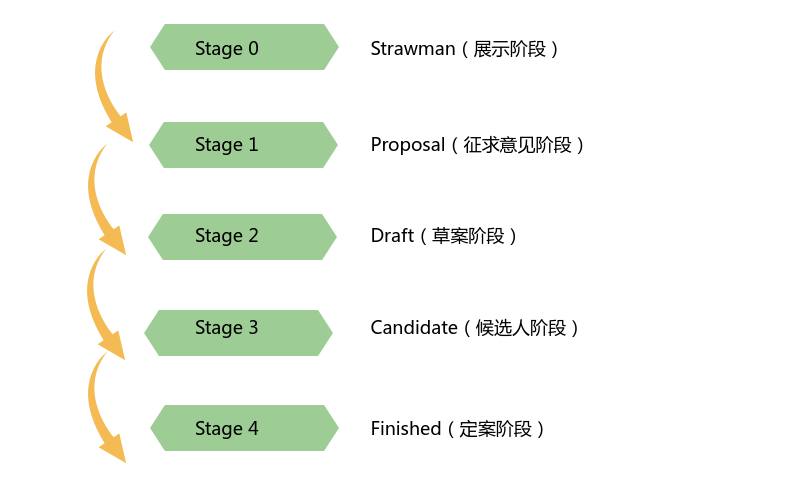 Stage 0 Strawman（展示阶段）
Stage 1 Proposal（征求意见阶段）
Stage 2 Draft（草案阶段）
Stage 3 Candidate（候选人阶段）
Stage 4 Finished（定案阶段）